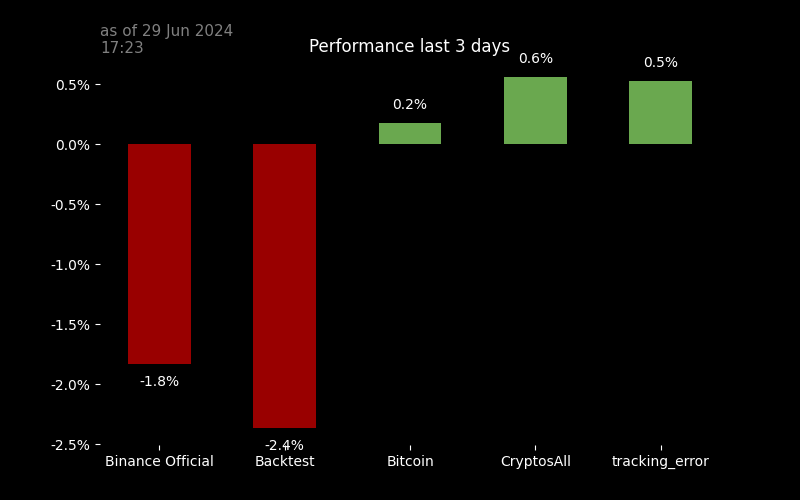 as of 29 Jun 2024
17:23
Performance last 3 days
0.5%
0.0%
-0.5%
-1.0%
-1.5%
-2.0%
-2.5%
-1.8%
-2.4%
0.2%
0.6%
0.5%
Binance Official
Backtest
Bitcoin
CryptosAll
tracking_error